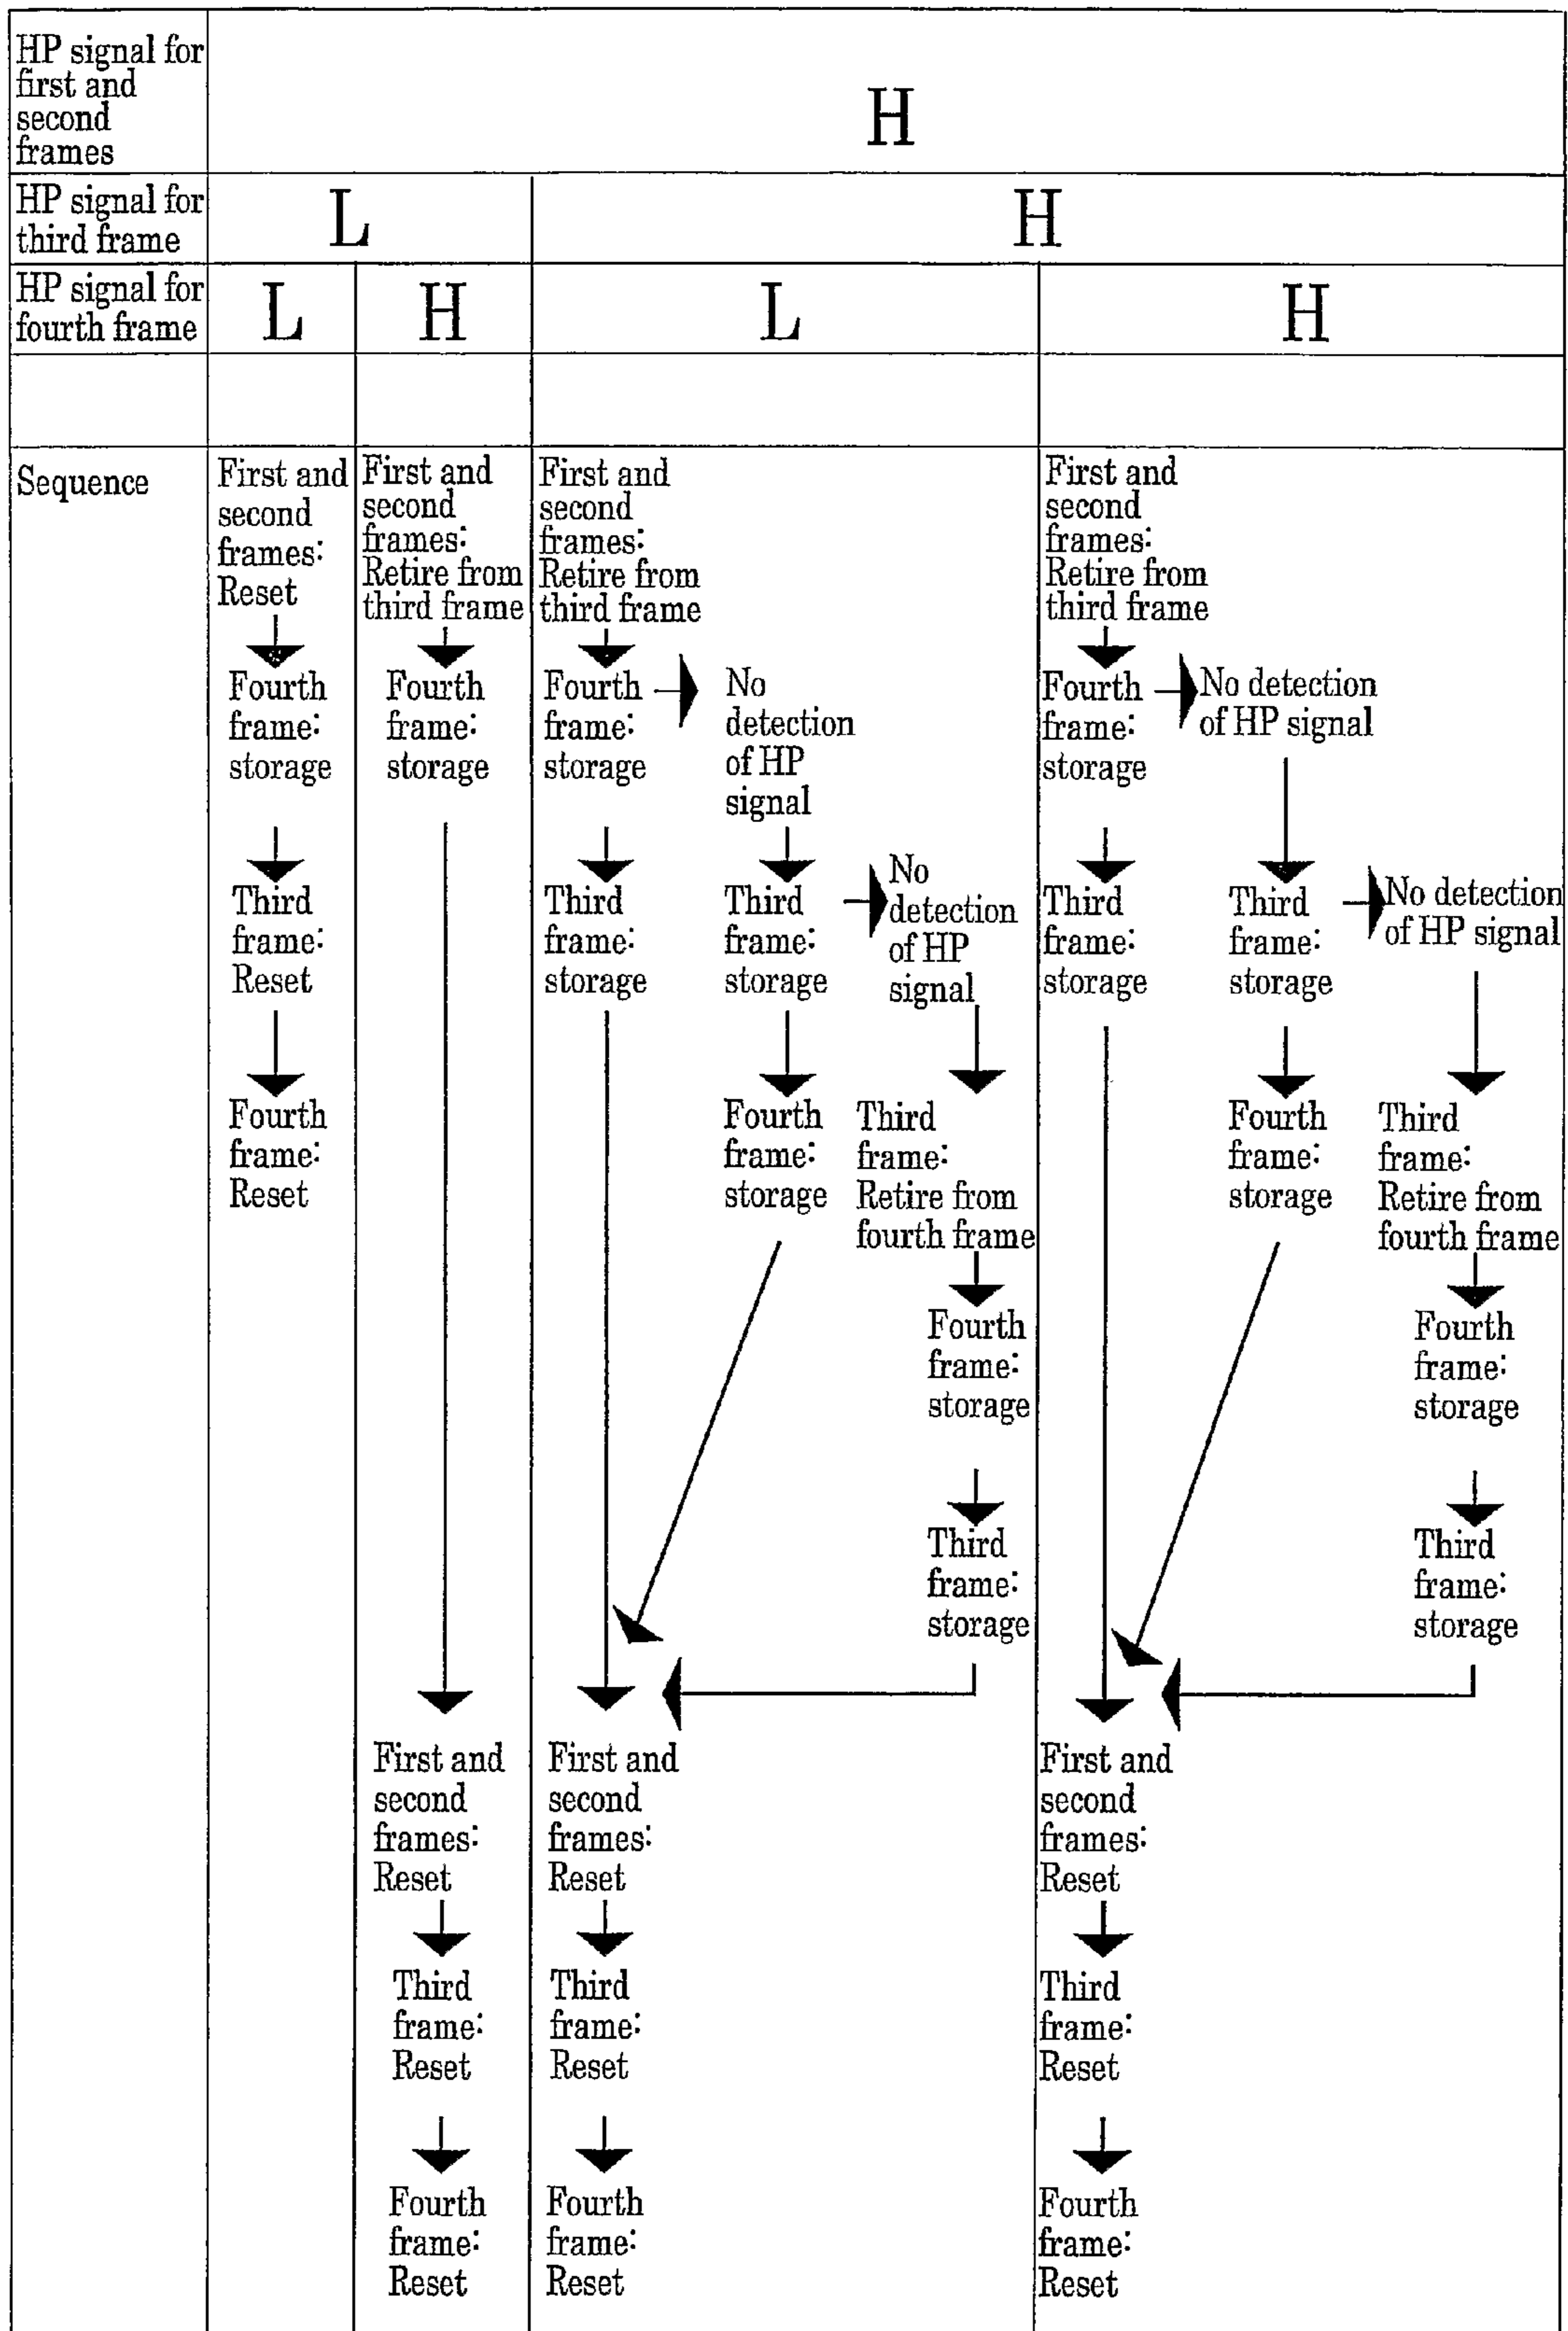 HP signal for
first and
second
frames
H
HP signal for
third frame
L
H
HP signal for
fourth frame
L
H
L
H
Sequence
First and
second
frames:
Reset
Fourth
frame:
storage
Third
frame:
Reset
Fourth
frame:
Reset
First and
second
frames:
Retire from
third frame
Fourth
frame:
storage
First and
second
frames:
Reset
Third
frame:
Reset
Fourth
frame:
Reset
First and
second
frames:
Retire from
third frame
Fourth
frame:
storage
No
detection
of HP
signal
Third
frame:
storage
Third
frame:
storage
No
detection
of HP
signal
Fourth
frame:
storage
Third
frame:
Retire from
fourth frame
Fourth
frame:
storage
Third
frame:
storage
First and
second
frames:
Reset
Third
frame:
Reset
Fourth
frame:
Reset
First and
second
frames:
Retire from
third frame
Fourth
frame:
storage
No detection
of HP signal
Third
frame:
storage
Third
frame:
storage
No detection
of HP signal
Fourth
frame:
storage
Third
frame:
Retire from
fourth frame
Fourth
frame:
storage
Third
frame:
storage
First and
second
frames:
Reset
Third
frame:
Reset
Fourth
frame:
Reset